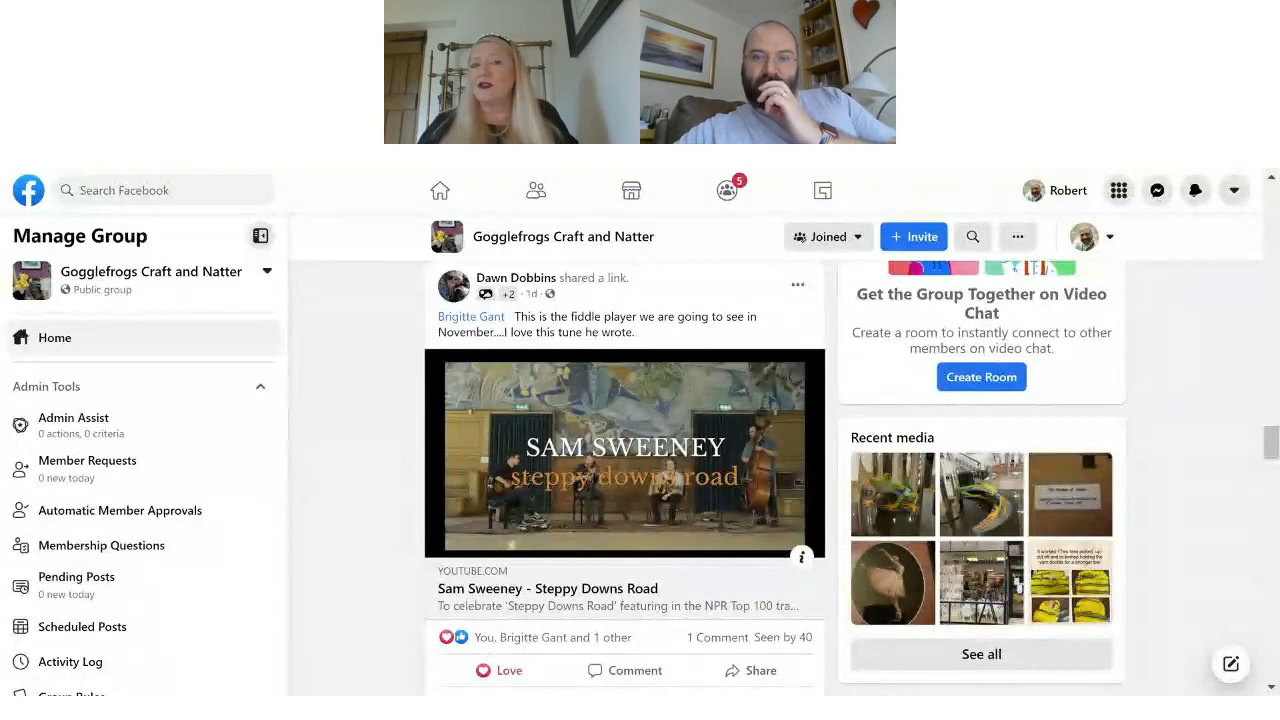 Search Facebook
5
Robert
Manage Group
Gogglefrogs Craft and Natter
Public group
Home
Admin Tools
Admin Assist
0 actions, 0 criteria
Member Requests
0 new today
Automatic Member Approvals
Membership Questions
Pending Posts
0 new today
Scheduled Posts
Activity Log
Group Rules
Gogglefrogs Craft and Natter
Joined
+ Invite
Dawn Dobbins shared a link.
+2 · 1d ·
Brigitte Gant This is the fiddle player we are going to see in
November....I love this tune he wrote.
SAM SWEENEY
steppy downs road
YOUTUBE.COM
Sam Sweeney - Steppy Downs Road
To celebrate 'Steppy Downs Road' featuring in the NPR Top 100 tra...
You, Brigitte Gant and 1 other
1 Comment Seen by 40
Love
Comment
Share
Get the Group Together on Video
Chat
Create a room to instantly connect to other
members on video chat.
Create Room
Recent media
See all